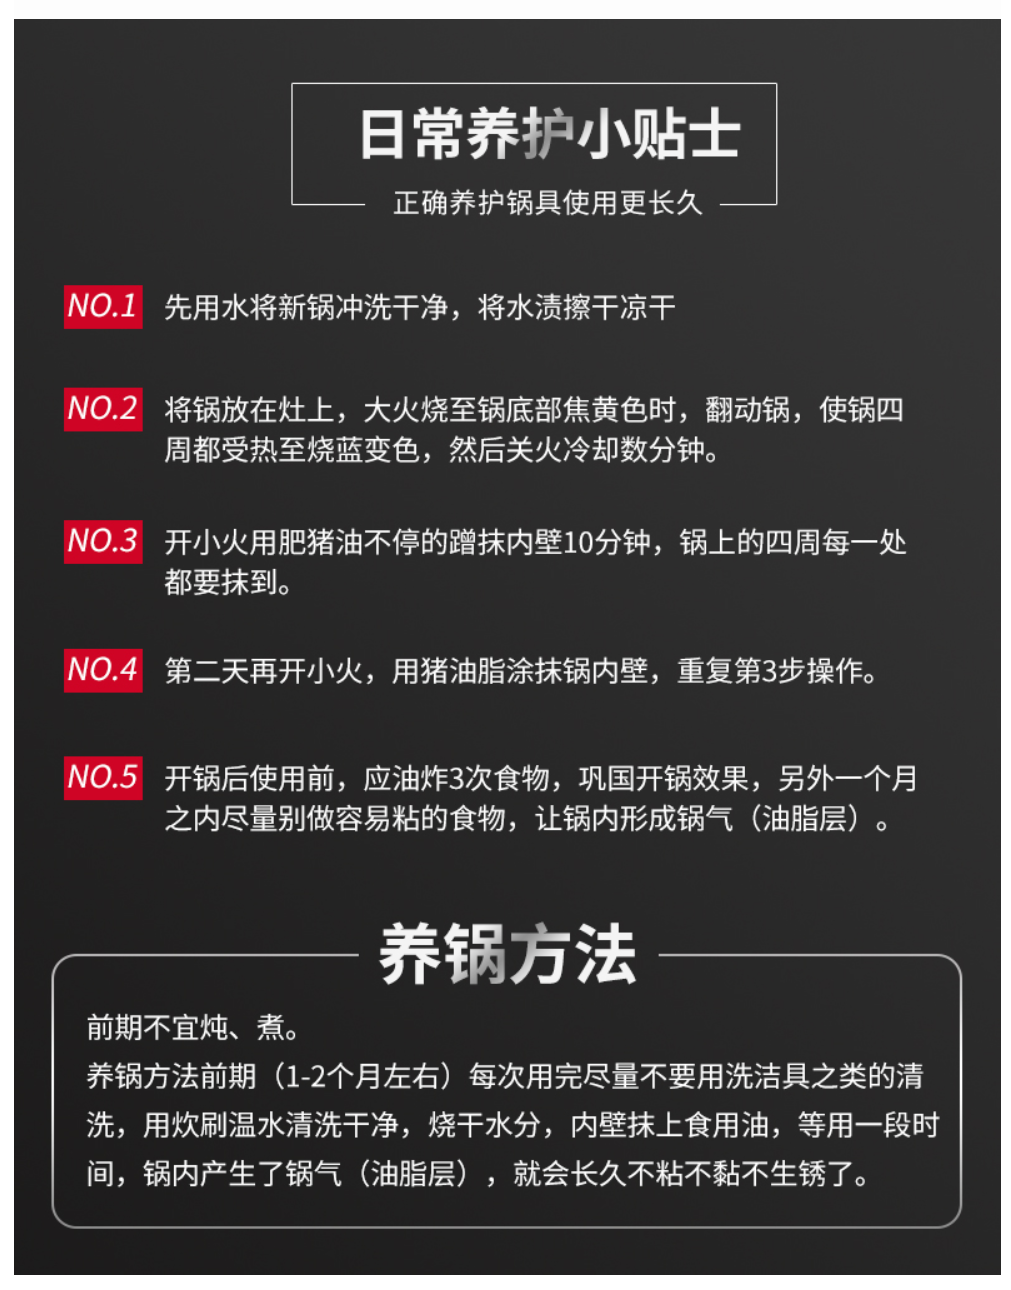 日常养护小贴士
正确养护锅具使用更长久
NO.1 先用水将新锅冲洗干净，将水渍擦干凉干
NO.2 将锅放在灶上，大火烧至锅底部焦黄色时，翻动锅，使锅四
周都受热至烧蓝变色，然后关火冷却数分钟。
NO.3 开小火用肥猪油不停的蹭抹内壁10分钟，锅上的四周每一处
都要抹到。
NO.4 第二天再开小火，用猪油脂涂抹锅内壁，重复第3步操作。
NO.5 开锅后使用前，应油炸3次食物，巩国开锅效果，另外一个月
之内尽量别做容易粘的食物，让锅内形成锅气（油脂层）。
养锅方法
前期不宜炖、煮。
养锅方法前期（1-2个月左右）每次用完尽量不要用洗洁具之类的清
洗，用炊刷温水清洗干净，烧干水分，内壁抹上食用油，等用一段时
间，锅内产生了锅气（油脂层），就会长久不粘不黏不生锈了。